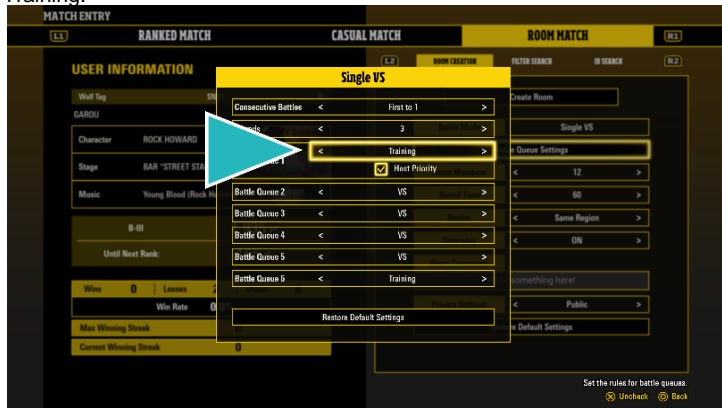 Training.
MATCH ENTRY
L1 RANKED MATCH CASUAL MATCH ROOM MATCH R1
L2 ROOM CREATION FILTER SEARCH ID SEARCH R2
USER INFORMATION
Wolf Tag
GAROU
Character ROCK HOWARD
Stage
Music Young Blood
B-III
Until Next Rank:
Wins 0 Losses
Win Rate
Max Winning Streak 0
Current Winning Streak 0
Single VS
Consecutive Battles < First to 1 >
< 3 >
< Training >
Host Priority
Battle Queue 2 < VS >
Battle Queue 3 < VS >
Battle Queue 4 < VS >
Battle Queue 5 < VS >
Battle Queue 6 < Training >
Restore Default Settings
Create Room
Single VS
Queue Settings
< 12 >
< 60 >
< Same Region >
< ON >
something here!
Privacy Settings < Public >
Default Settings
Set the rules for battle queues.
Uncheck Back